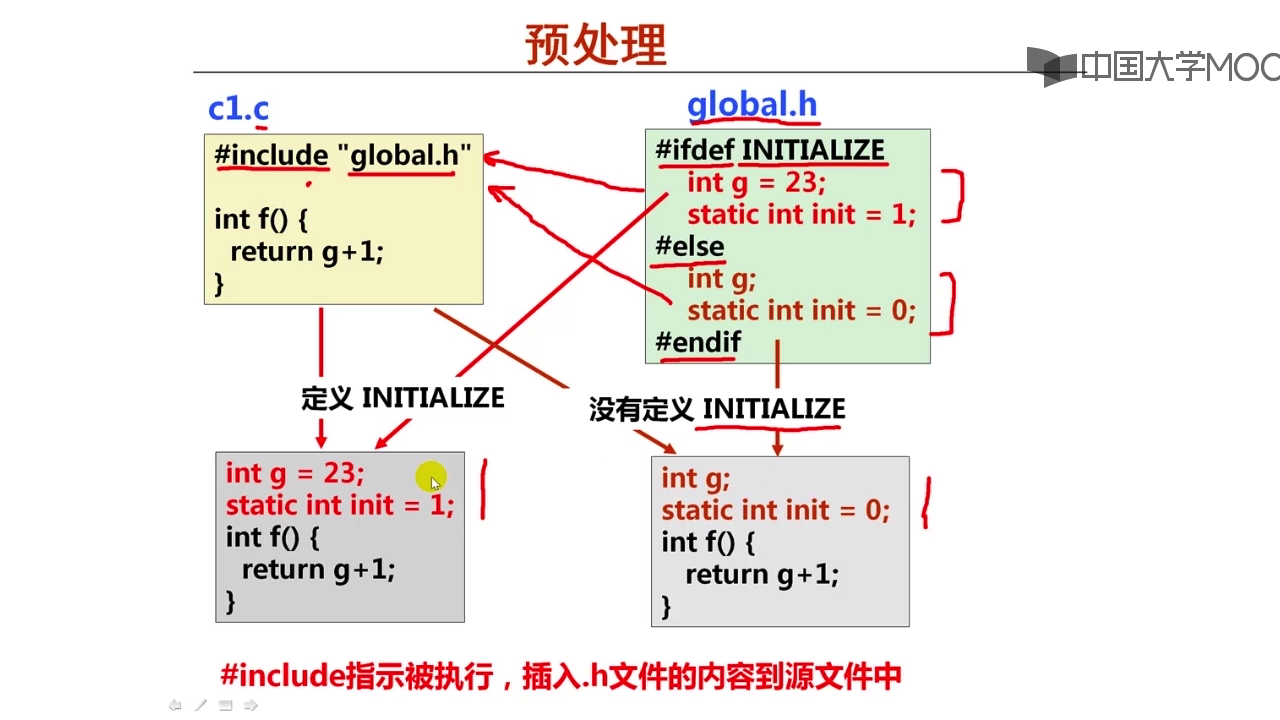 预处理
中国大学MOO
c1.c
#include "global.h"
int f() {
return g+1;
}
global.h
#ifdef INITIALIZE
int g = 23;
static int init = 1;
#else
int g;
static int init = 0;
#endif
定义 INITIALIZE
没有定义 INITIALIZE
int g = 23;
static int init = 1;
int f() {
return g+1;
}
int g;
static int init = 0;
int f() {
return g+1;
}
#include指示被执行，插入.h文件的内容到源文件中